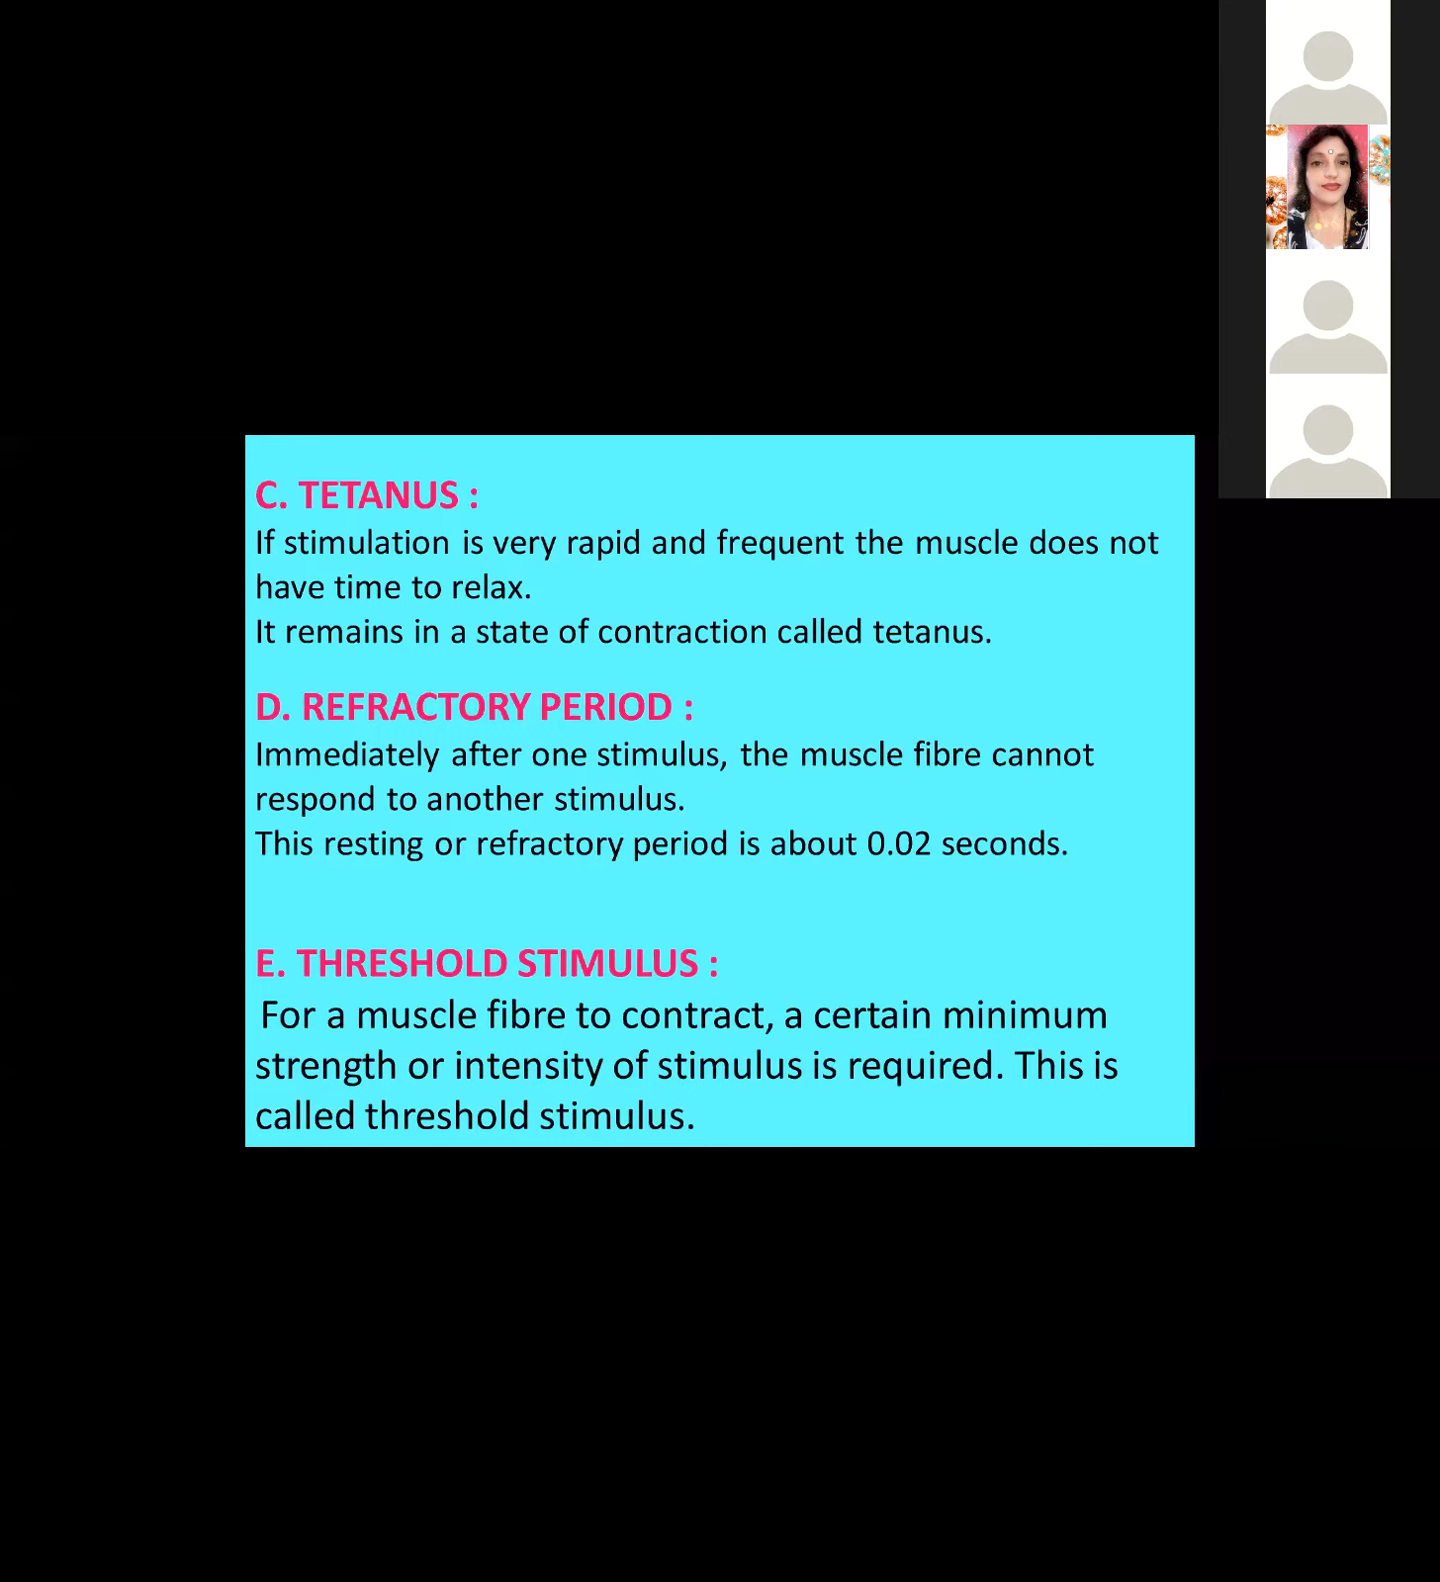 C. TETANUS :
If stimulation is very rapid and frequent the muscle does not
have time to relax.
It remains in a state of contraction called tetanus.
D. REFRACTORY PERIOD :
Immediately after one stimulus, the muscle fibre cannot
respond to another stimulus.
This resting or refractory period is about 0.02 seconds.
E. THRESHOLD STIMULUS :
For a muscle fibre to contract, a certain minimum
strength or intensity of stimulus is required. This is
called threshold stimulus.